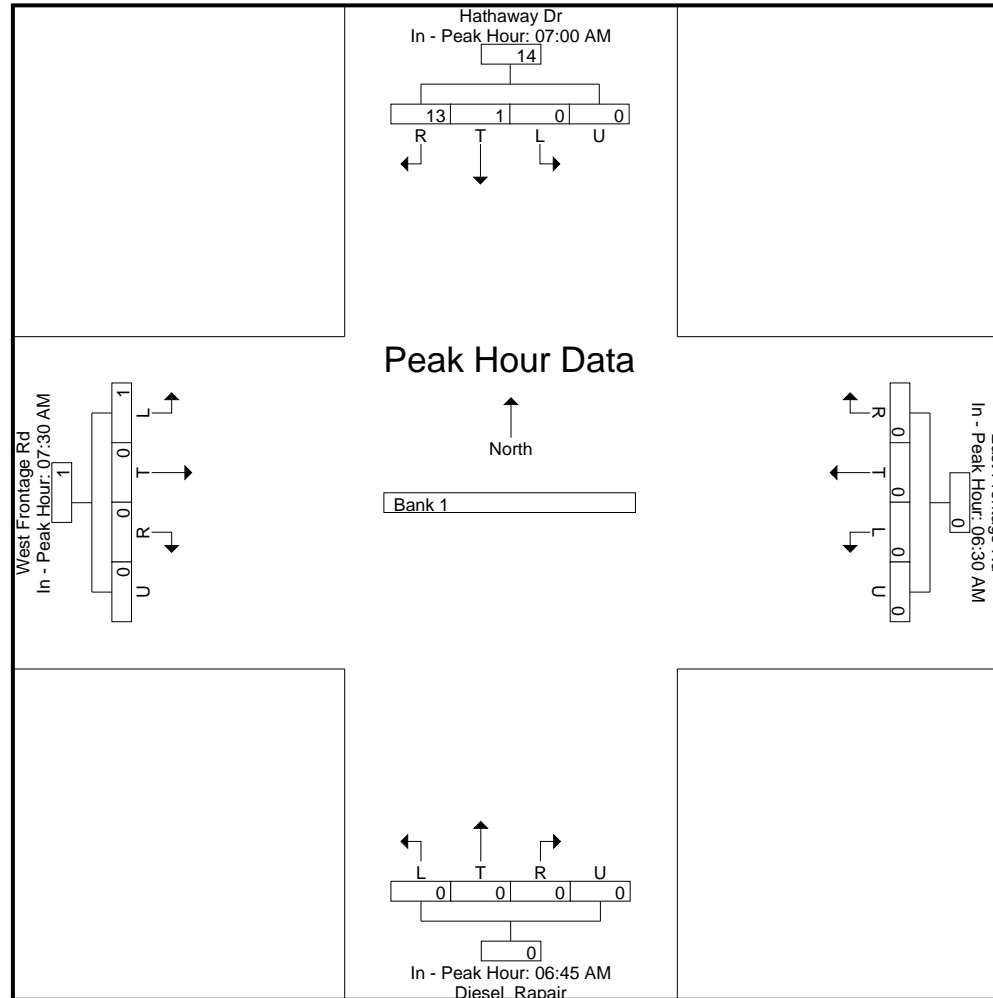 Hathaway Dr
In - Peak Hour: 07:00 AM
14
13 1 0 0
R T L U
Peak Hour Data
North
Bank 1
West Frontage Rd
In - Peak Hour: 07:30 AM
1
1 0 0 0
L T R U
In - Peak Hour: 06:30 AM
0
0 0 0 0
R T L U
L T R U
0 0 0 0
0
In - Peak Hour: 06:45 AM
Diesel Rapair